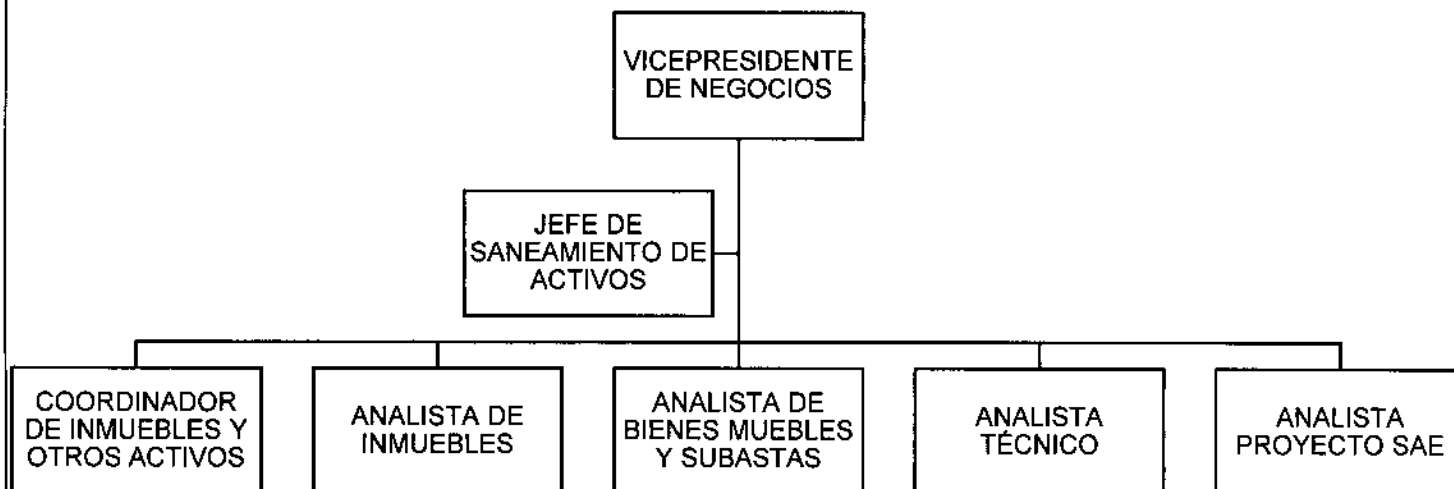 VICEPRESIDENTE
DE NEGOCIOS
JEFE DE
SANEAMIENTO DE
ACTIVOS
COORDINADOR
DE INMUEBLES Y
OTROS ACTIVOS
ANALISTA DE
INMUEBLES
ANALISTA DE
BIENES MUEBLES
Y SUBASTAS
ANALISTA
TÉCNICO
ANALISTA
PROYECTO SAE